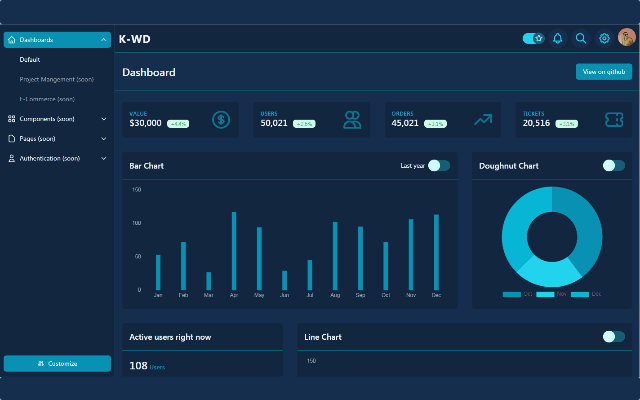 Dashboards
Default
Project Mangement (soon)
E-Commerce (soon)
Components (soon)
Pages (soon)
Authentication (soon)
Customize
K-WD
Dashboard
View on github
VALUE
$30,000 +4.4%
USERS
50,021 +2.6%
ORDERS
45,021 +3.1%
TICKETS
20,516 +3.1%
Bar Chart
Last year
150
100
50
0
Jan Feb Mar Apr May Jun Jul Aug Sep Oct Nov Dec
Doughnut Chart
Oct Nov Dec
Active users right now
108 Users
Line Chart
150